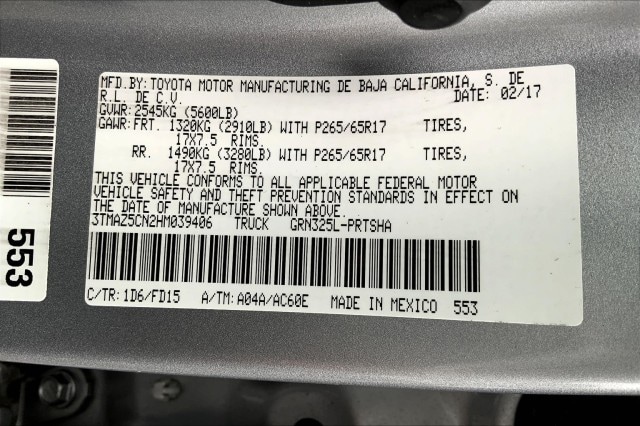 MFD.BY:TOYOTA MOTOR MANUFACTURING DE BAJA CALIFORNIA, S. DE
R.L. DE C.V. DATE: 02/17
GVWR:2545KG (5600LB)
GAWR:FRT. 1320KG (2910LB) WITH P265/65R17 TIRES,
17X7.5 RIMS.
RR. 1490KG (3280LB) WITH P265/65R17 TIRES,
17X7.5 RIMS.
THIS VEHICLE CONFORMS TO ALL APPLICABLE FEDERAL MOTOR
VEHICLE SAFETY AND THEFT PREVENTION STANDARDS IN EFFECT ON
THE DATE OF MANUFACTURE SHOWN ABOVE.
3TMAZ5CN2HM039406 TRUCK GRN325L-PRTSHA
C/TR:1D6/FD15 A/TM:A04A/AC60E MADE IN MEXICO 553
553